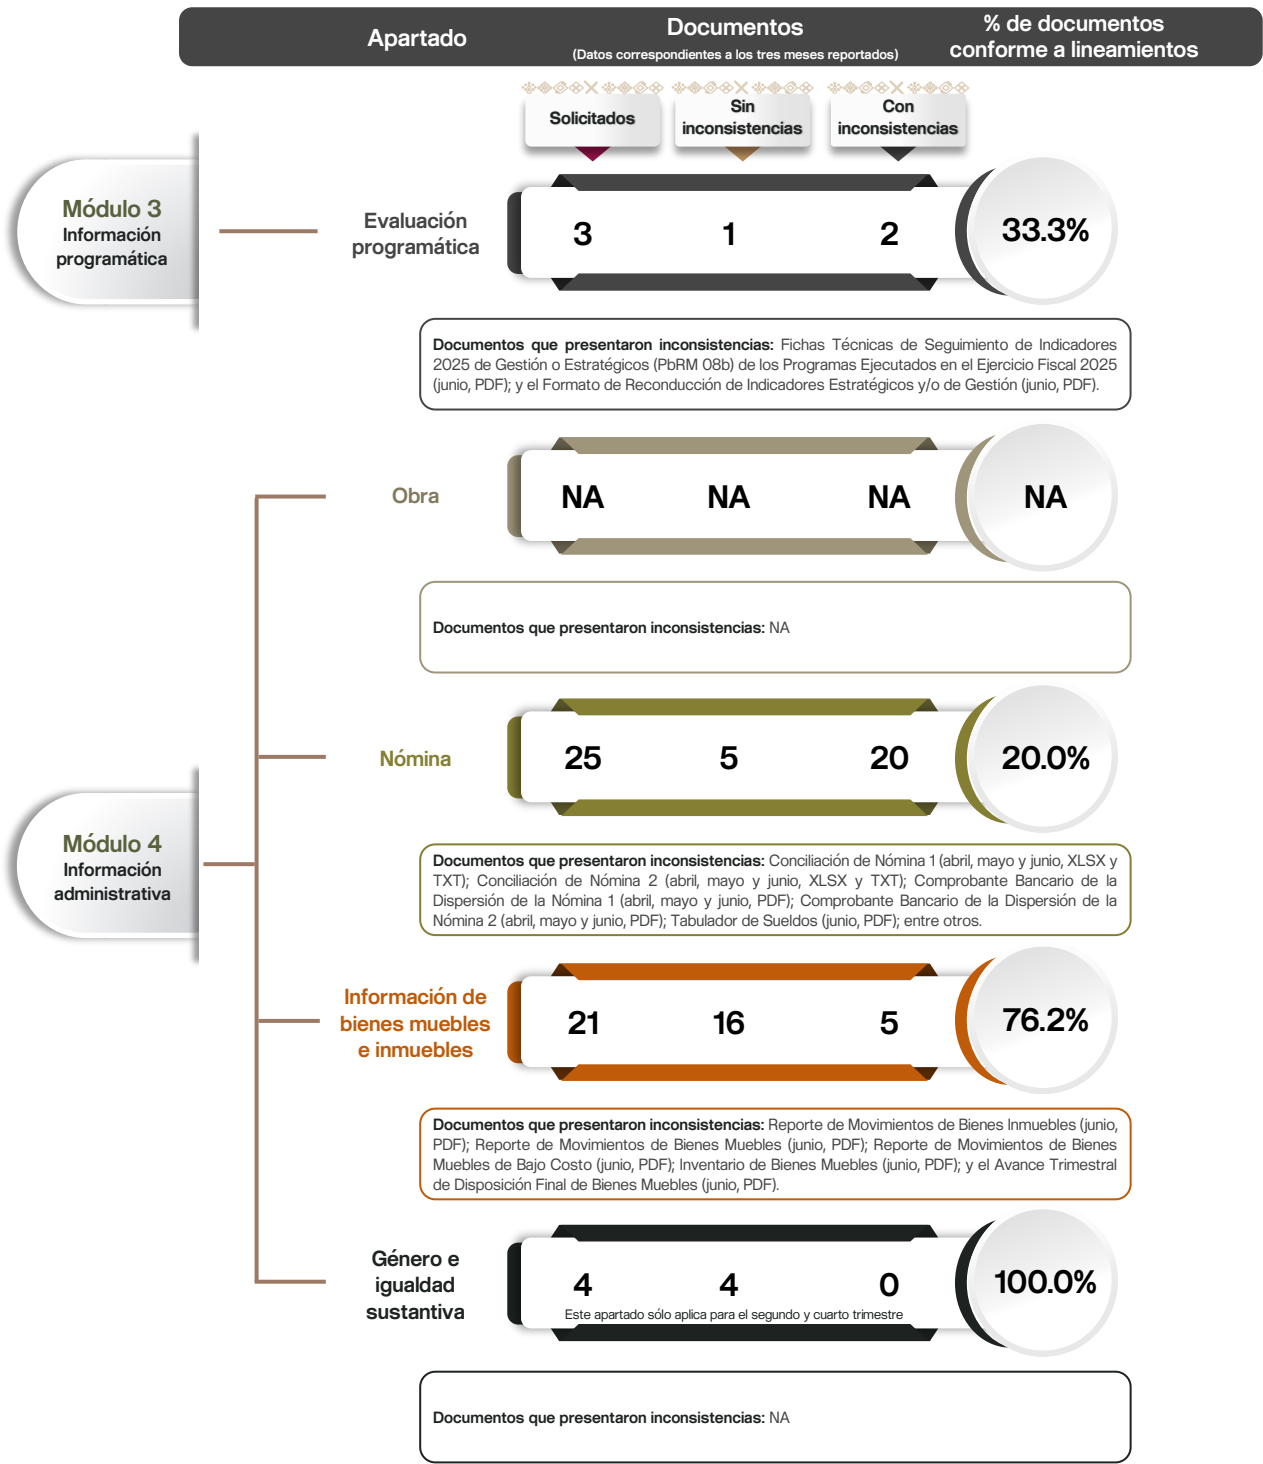 Apartado
Documentos
(Datos correspondientes a los tres meses reportados)
% de documentos
conforme a lineamientos
Solicitados
Sin
inconsistencias
Con
inconsistencias
Módulo 3
Información
programática
Evaluación
programática
3
1
2
33.3%
Documentos que presentaron inconsistencias: Fichas Técnicas de Seguimiento de Indicadores
2025 de Gestión o Estratégicos (PbRM 08b) de los Programas Ejecutados en el Ejercicio Fiscal 2025
(junio, PDF); y el Formato de Reconducción de Indicadores Estratégicos y/o de Gestión (junio, PDF).
Obra
NA
NA
NA
NA
Documentos que presentaron inconsistencias: NA
Nómina
25
5
20
20.0%
Módulo 4
Información
administrativa
Documentos que presentaron inconsistencias: Conciliación de Nómina 1 (abril, mayo y junio, XLSX y
TXT); Conciliación de Nómina 2 (abril, mayo y junio, XLSX y TXT); Comprobante Bancario de la
Dispersión de la Nómina 1 (abril, mayo y junio, PDF); Comprobante Bancario de la Dispersión de la
Nómina 2 (abril, mayo y junio, PDF); Tabulador de Sueldos (junio, PDF); entre otros.
Información de
bienes muebles
e inmuebles
21
16
5
76.2%
Documentos que presentaron inconsistencias: Reporte de Movimientos de Bienes Inmuebles (junio,
PDF); Reporte de Movimientos de Bienes Muebles (junio, PDF); Reporte de Movimientos de Bienes
Muebles de Bajo Costo (junio, PDF); Inventario de Bienes Muebles (junio, PDF); y el Avance Trimestral
de Disposición Final de Bienes Muebles (junio, PDF).
Género e
igualdad
sustantiva
4
4
0
100.0%
Este apartado sólo aplica para el segundo y cuarto trimestre
Documentos que presentaron inconsistencias: NA